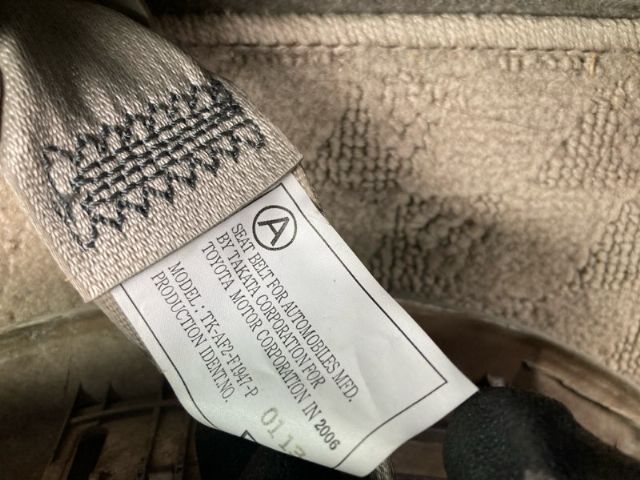 A
SEAT BELT FOR AUTOMOBILES MFD.
BY TAKATA CORPORATION FOR
TOYOTA MOTOR CORPORATION IN 2006
MODEL : TK-AF2-F1947-P
PRODUCTION IDENT.NO.